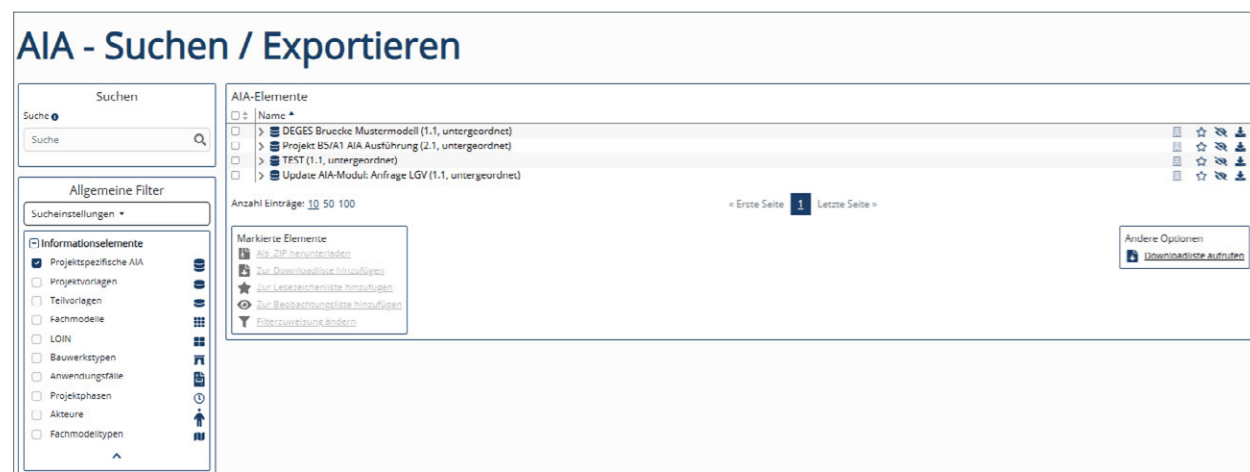 AIA - Suchen / Exportieren
Suchen
Suche
Suche
Allgemeine Filter
Sucheinstellungen
Informationselemente
Projektspezifische AIA
Projektvorlagen
Teilvorlagen
Fachmodelle
LOIN
Bauwerkstypen
Anwendungsfälle
Projektphasen
Akteure
Fachmodelltypen
AIA-Elemente
Name
DEGES Bruecke Mustermodell (1.1, untergeordnet)
Projekt B5/A1 AIA Ausführung (2.1, untergeordnet)
TEST (1.1, untergeordnet)
Update AIA-Modul: Anfrage LGV (1.1, untergeordnet)
Anzahl Einträge: 10 50 100
« Erste Seite 1 Letzte Seite »
Markierte Elemente
Als .ZIP herunterladen
Zur Downloadliste hinzufügen
Zur Lesezeichenliste hinzufügen
Zur Beobachtungsliste hinzufügen
Filterzuweisung ändern
Andere Optionen
Downloadliste aufrufen